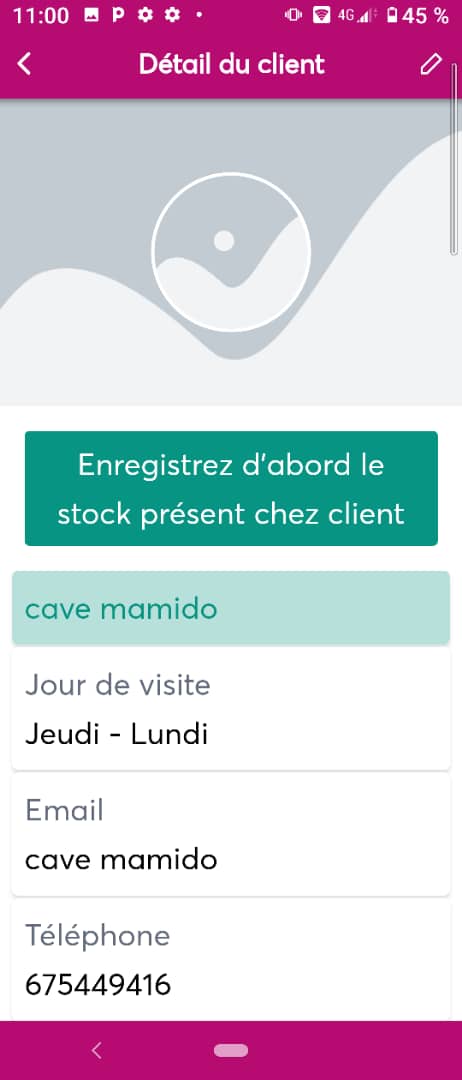 11:00 P 4G 45 %
Détail du client
Enregistrez d'abord le
stock présent chez client
cave mamido
Jour de visite
Jeudi - Lundi
Email
cave mamido
Téléphone
675449416